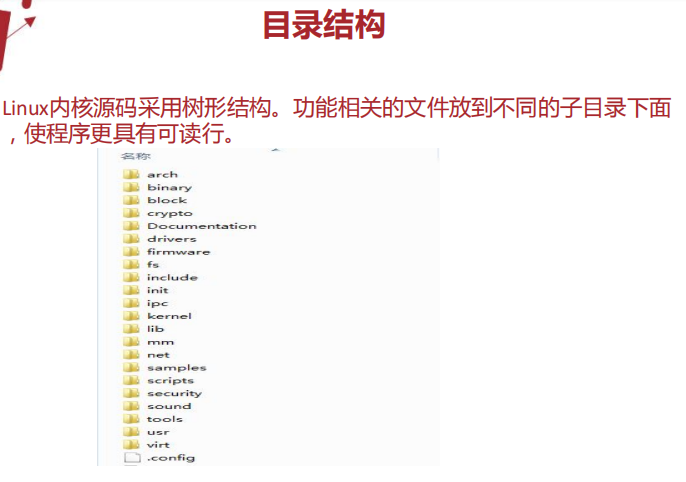 目录结构
Linux内核源码采用树形结构。功能相关的文件放到不同的子目录下面
，使程序更具有可读行。
名称
arch
binary
block
crypto
Documentation
drivers
firmware
fs
include
init
ipc
kernel
lib
mm
net
samples
scripts
security
sound
tools
usr
virt
.config